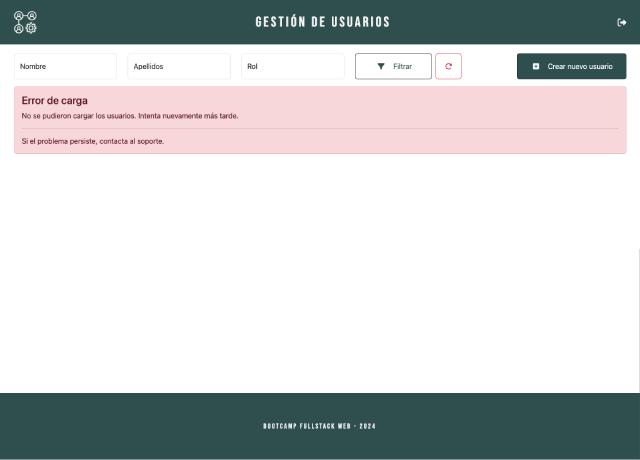 GESTIÓN DE USUARIOS
Nombre
Apellidos
Rol
Filtrar
Crear nuevo usuario
Error de carga
No se pudieron cargar los usuarios. Intenta nuevamente más tarde.
Si el problema persiste, contacta al soporte.
BOOTCAMP FULLSTACK WEB - 2024